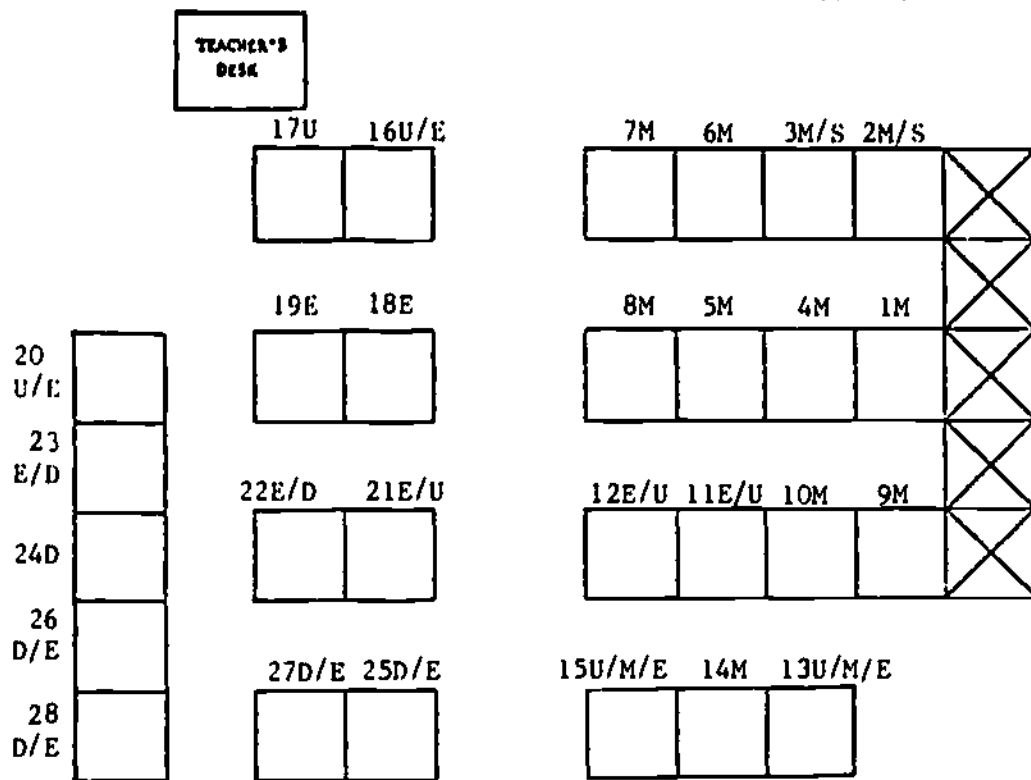 TEACHER'S
DESK
17U 16U/E 7M 6M 3M/S 2M/S
19E 18E 8M 5M 4M 1M
20
U/E
23
E/D
22E/D 21E/U 12E/U 11E/U 10M 9M
24D
26
D/E
27D/E 25D/E 15U/M/E 14M 13U/M/E
28
D/E